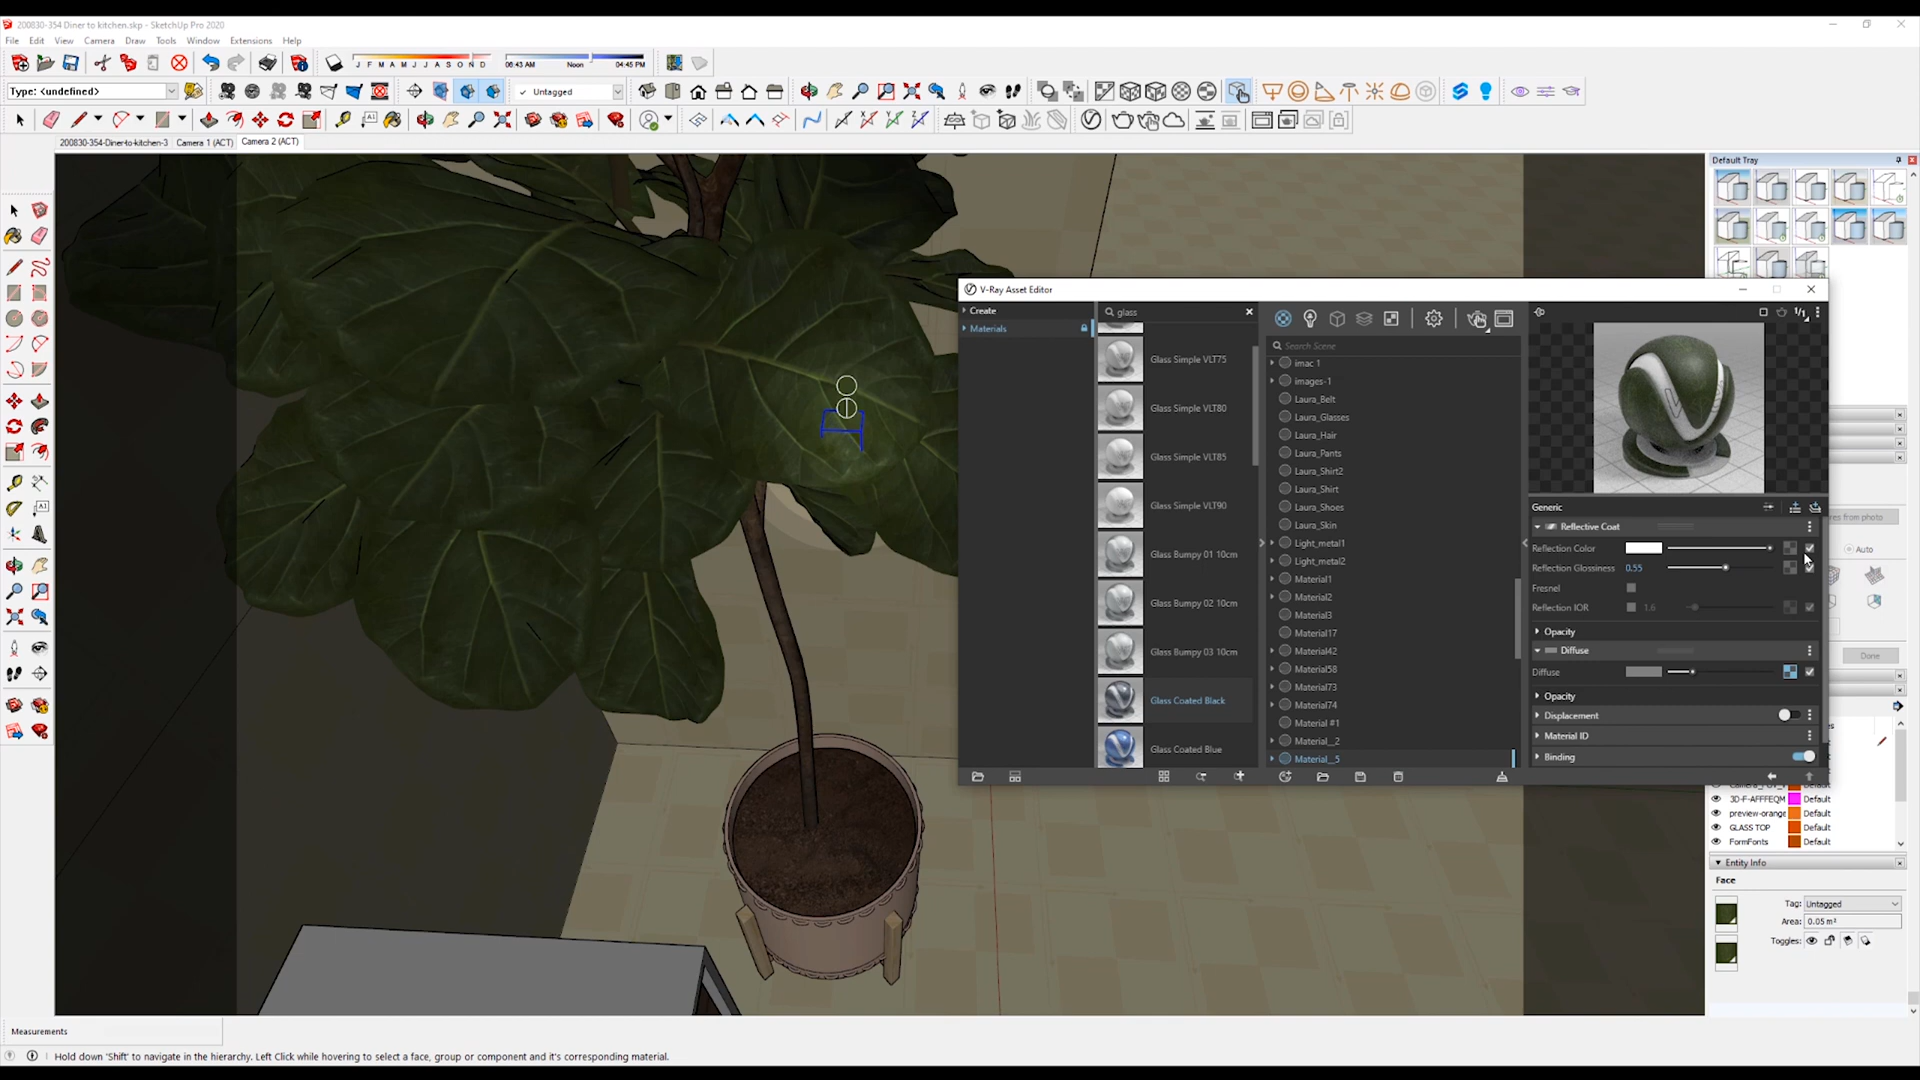 200830-354 Diner to kitchen.skp - SketchUp Pro 2020
File Edit View Camera Draw Tools Window Extensions Help
J F M A M J J A S O N D
06:43 AM Noon 04:45 PM
Type: <undefined>
Untagged
200830-354-Diner-to-kitchen-3 Camera 1 (ACT) Camera 2 (ACT)
Default Tray
V-Ray Asset Editor
Create
Materials
glass
Glass Simple VLT75
Glass Simple VLT80
Glass Simple VLT85
Glass Simple VLT90
Glass Bumpy 01 10cm
Glass Bumpy 02 10cm
Glass Bumpy 03 10cm
Glass Coated Black
Glass Coated Blue
Search Scene
imac 1
images-1
Laura_Belt
Laura_Glasses
Laura_Hair
Laura_Pants
Laura_Shirt2
Laura_Shirt
Laura_Shoes
Laura_Skin
Light_metal1
Light_metal2
Material1
Material2
Material3
Material17
Material42
Material58
Material73
Material74
Material #1
Material__2
Material__5
1/1
Generic
Reflective Coat
Reflection Color
Reflection Glossiness 0.55
Fresnel
Reflection IOR 1.6
Opacity
Diffuse
Diffuse
Opacity
Displacement
Material ID
Binding
res from photo
Auto
Done
3D-F-AFFFEQM Default
preview-orange Default
GLASS TOP Default
FormFonts Default
Entity Info
Face
Tag: Untagged
Area: 0.05 m²
Toggles:
Measurements
Hold down 'Shift' to navigate in the hierarchy. Left Click while hovering to select a face, group or component and it's corresponding material.